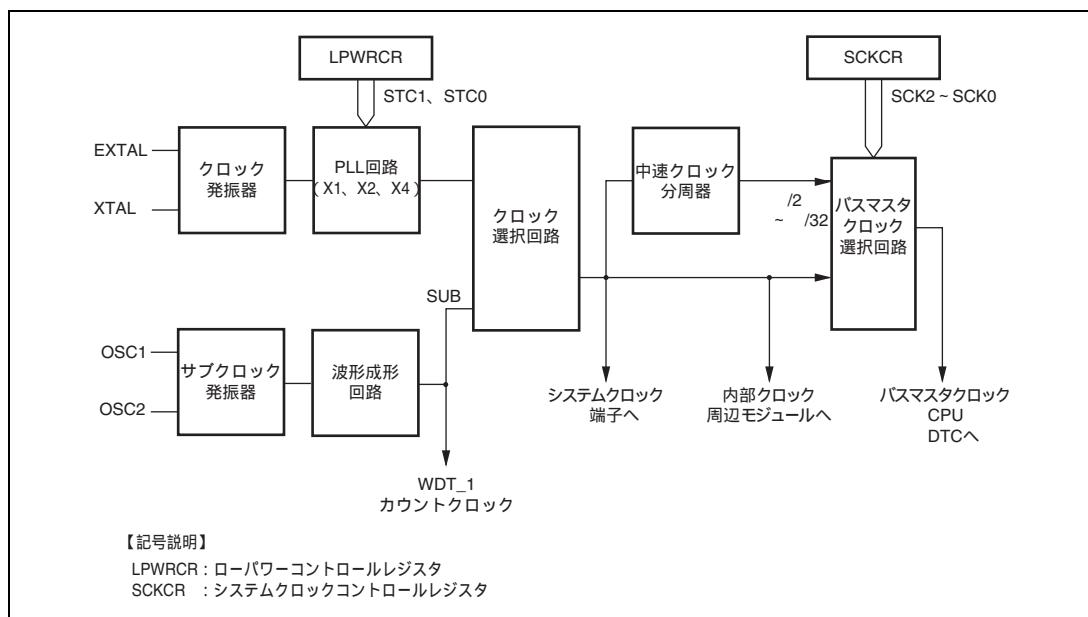 LPWRCR
SCKCR
STC1、STC0
SCK2 ~ SCK0
EXTAL
XTAL
クロック
発振器
PLL回路
( X1、X2、X4 )
クロック
選択回路
中速クロック
分周器
/2
~ /32
バスマスタ
クロック
選択回路
SUB
OSC1
OSC2
サブクロック
発振器
波形成形
回路
システムクロック
端子へ
内部クロック
周辺モジュールへ
バスマスタクロック
CPU
DTCへ
WDT_1
カウントクロック
【記号説明】
LPWRCR : ローパワーコントロールレジスタ
SCKCR : システムクロックコントロールレジスタ